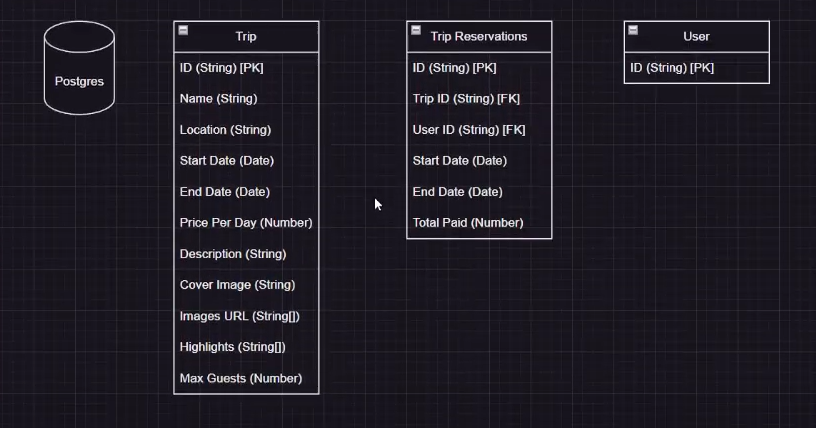 Postgres
Trip
ID (String) [PK]
Name (String)
Location (String)
Start Date (Date)
End Date (Date)
Price Per Day (Number)
Description (String)
Cover Image (String)
Images URL (String[])
Highlights (String[])
Max Guests (Number)
Trip Reservations
ID (String) [PK]
Trip ID (String) [FK]
User ID (String) [FK]
Start Date (Date)
End Date (Date)
Total Paid (Number)
User
ID (String) [PK]